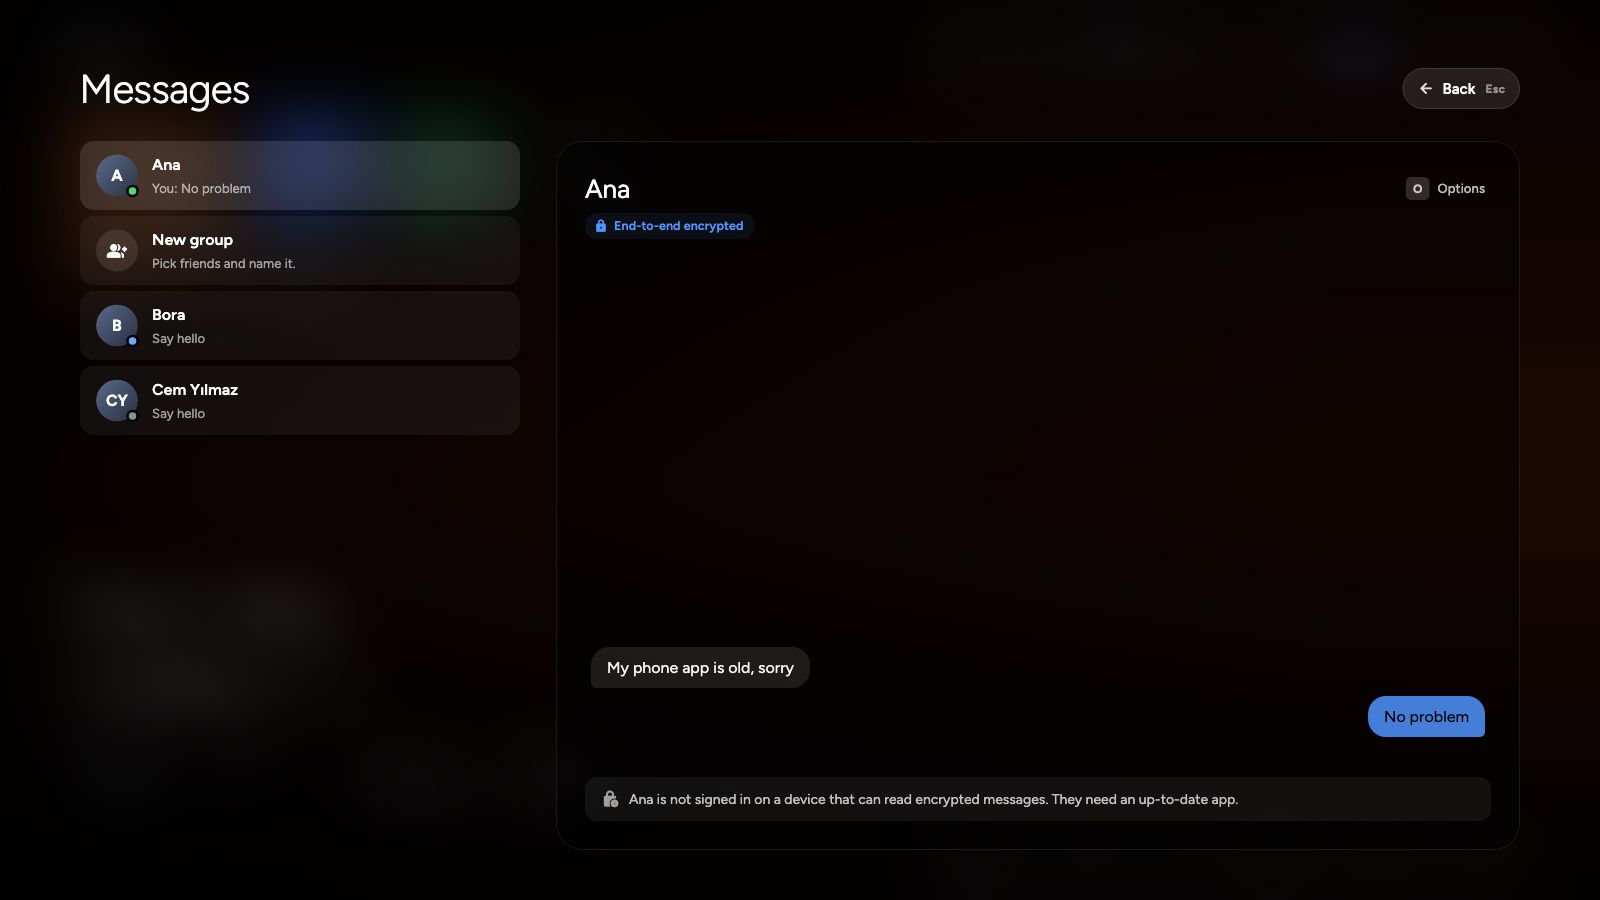 Messages
Back Esc
A
Ana
You: No problem
New group
Pick friends and name it.
B
Bora
Say hello
CY
Cem Yılmaz
Say hello
Ana
O Options
End-to-end encrypted
My phone app is old, sorry
No problem
Ana is not signed in on a device that can read encrypted messages. They need an up-to-date app.